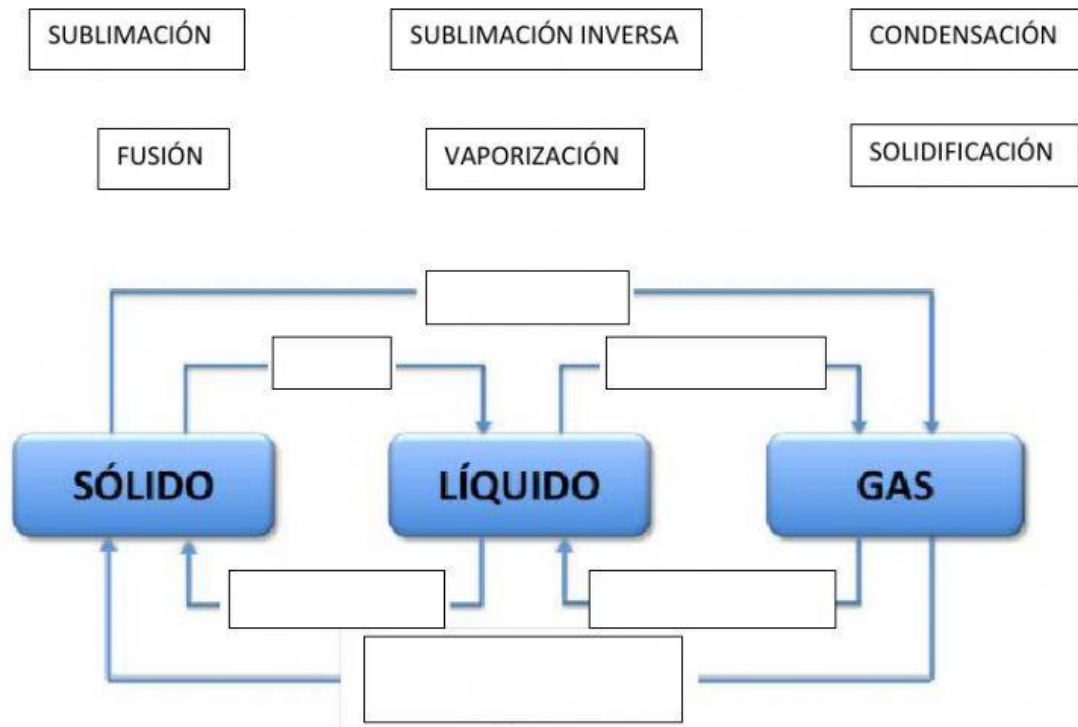 SUBLIMACIÓN
SUBLIMACIÓN INVERSA
CONDENSACIÓN
FUSIÓN
VAPORIZACIÓN
SOLIDIFICACIÓN
SÓLIDO
LÍQUIDO
GAS